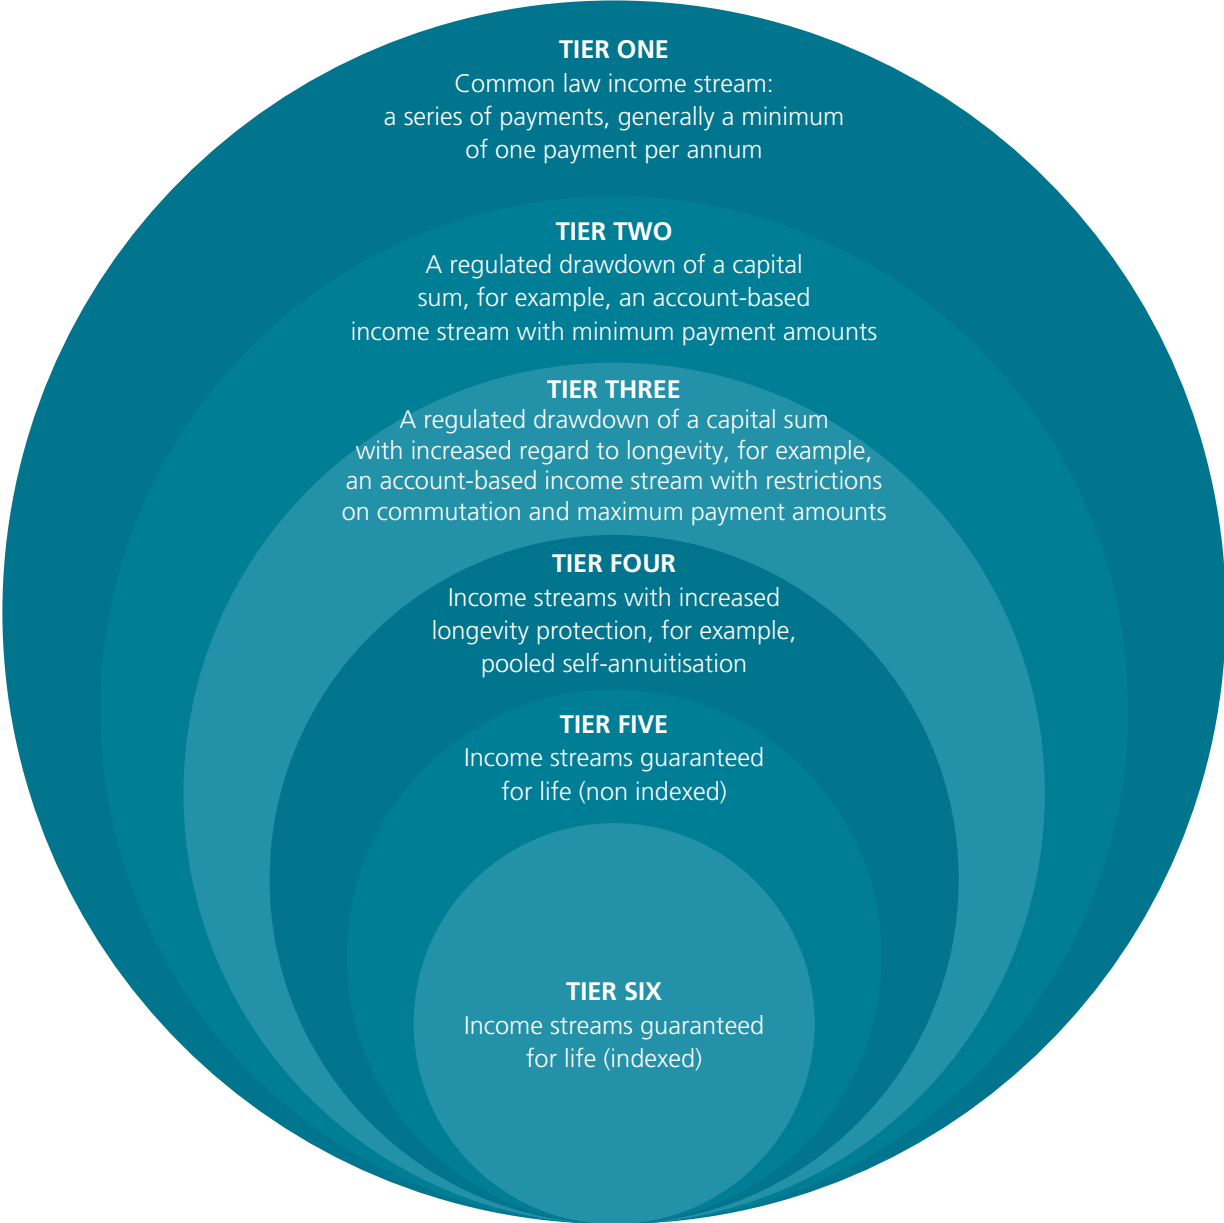 TIER ONE
Common law income stream:
a series of payments, generally a minimum
of one payment per annum
TIER TWO
A regulated drawdown of a capital
sum, for example, an account-based
income stream with minimum payment amounts
TIER THREE
A regulated drawdown of a capital sum
with increased regard to longevity, for example,
an account-based income stream with restrictions
on commutation and maximum payment amounts
TIER FOUR
Income streams with increased
longevity protection, for example,
pooled self-annuitisation
TIER FIVE
Income streams guaranteed
for life (non indexed)
TIER SIX
Income streams guaranteed
for life (indexed)